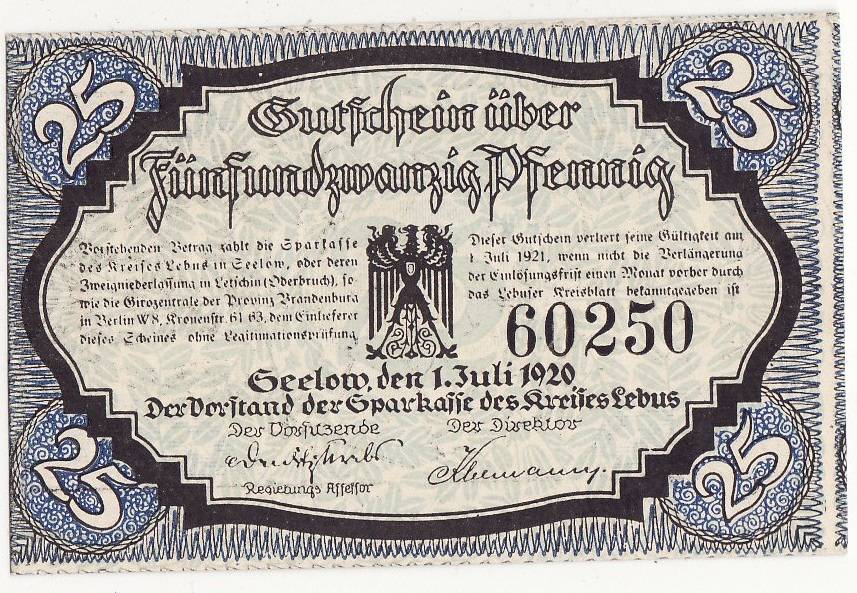 25
25
Gutschein über
Fünfundzwanzig Pfennig
Vorstehenden Betrag zahlt die Sparkasse
des Kreises Lebus in Seelow, oder deren
Zweigniederlassung in Letschin (Oderbruch), so
wie die Girozentrale der Provinz Brandenburg
in Berlin W 8, Kronenstr. 61 63, dem Einlieferer
dieses Scheines ohne Legitimationsprüfung
Dieser Gutschein verliert seine Gültigkeit am
1 Juli 1921, wenn nicht die Verlängerung
der Einlösungsfrist einen Monat vorher durch
das Lebuser Kreisblatt bekanntgegeben ist
60250
Seelow, den 1. Juli 1920
Der Vorstand der Sparkasse des Kreises Lebus
Der Vorsitzende
Der Direktor
Regierungs Assessor
25
25